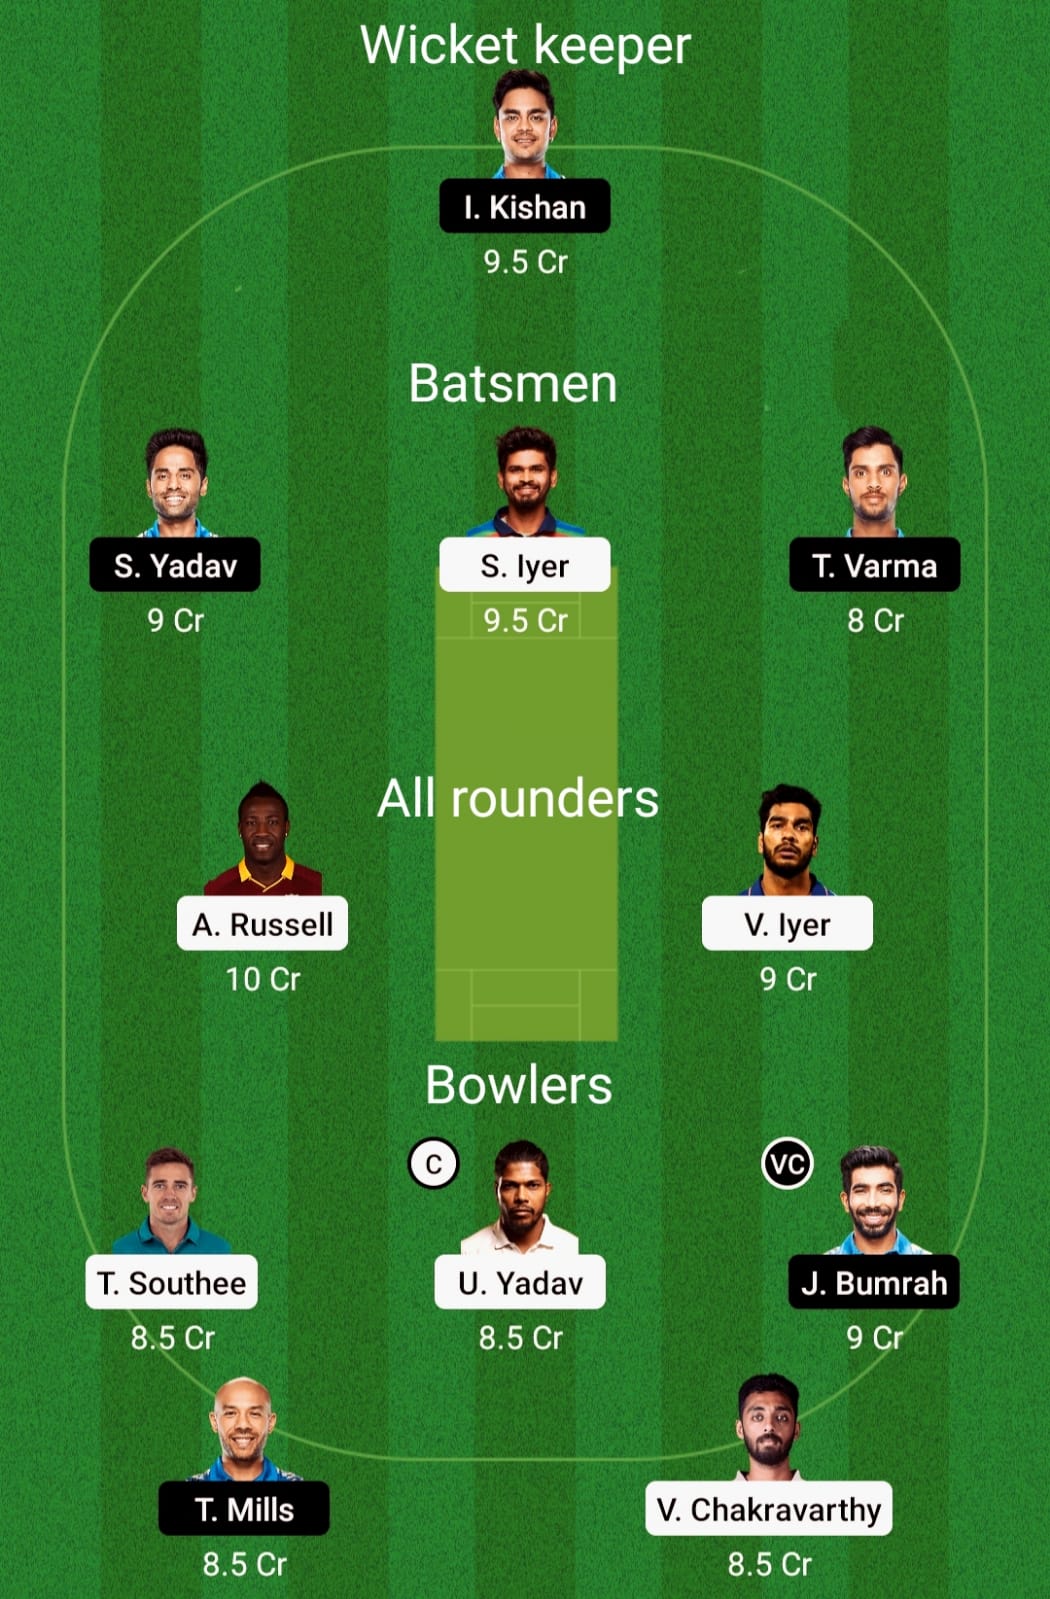 Wicket keeper
I. Kishan
9.5 Cr
Batsmen
S. Yadav
S. Iyer
T. Varma
9 Cr
9.5 Cr
8 Cr
All rounders
A. Russell
V. Iyer
10 Cr
9 Cr
Bowlers
C
VC
T. Southee
U. Yadav
J. Bumrah
8.5 Cr
8.5 Cr
9 Cr
T. Mills
V. Chakravarthy
8.5 Cr
8.5 Cr